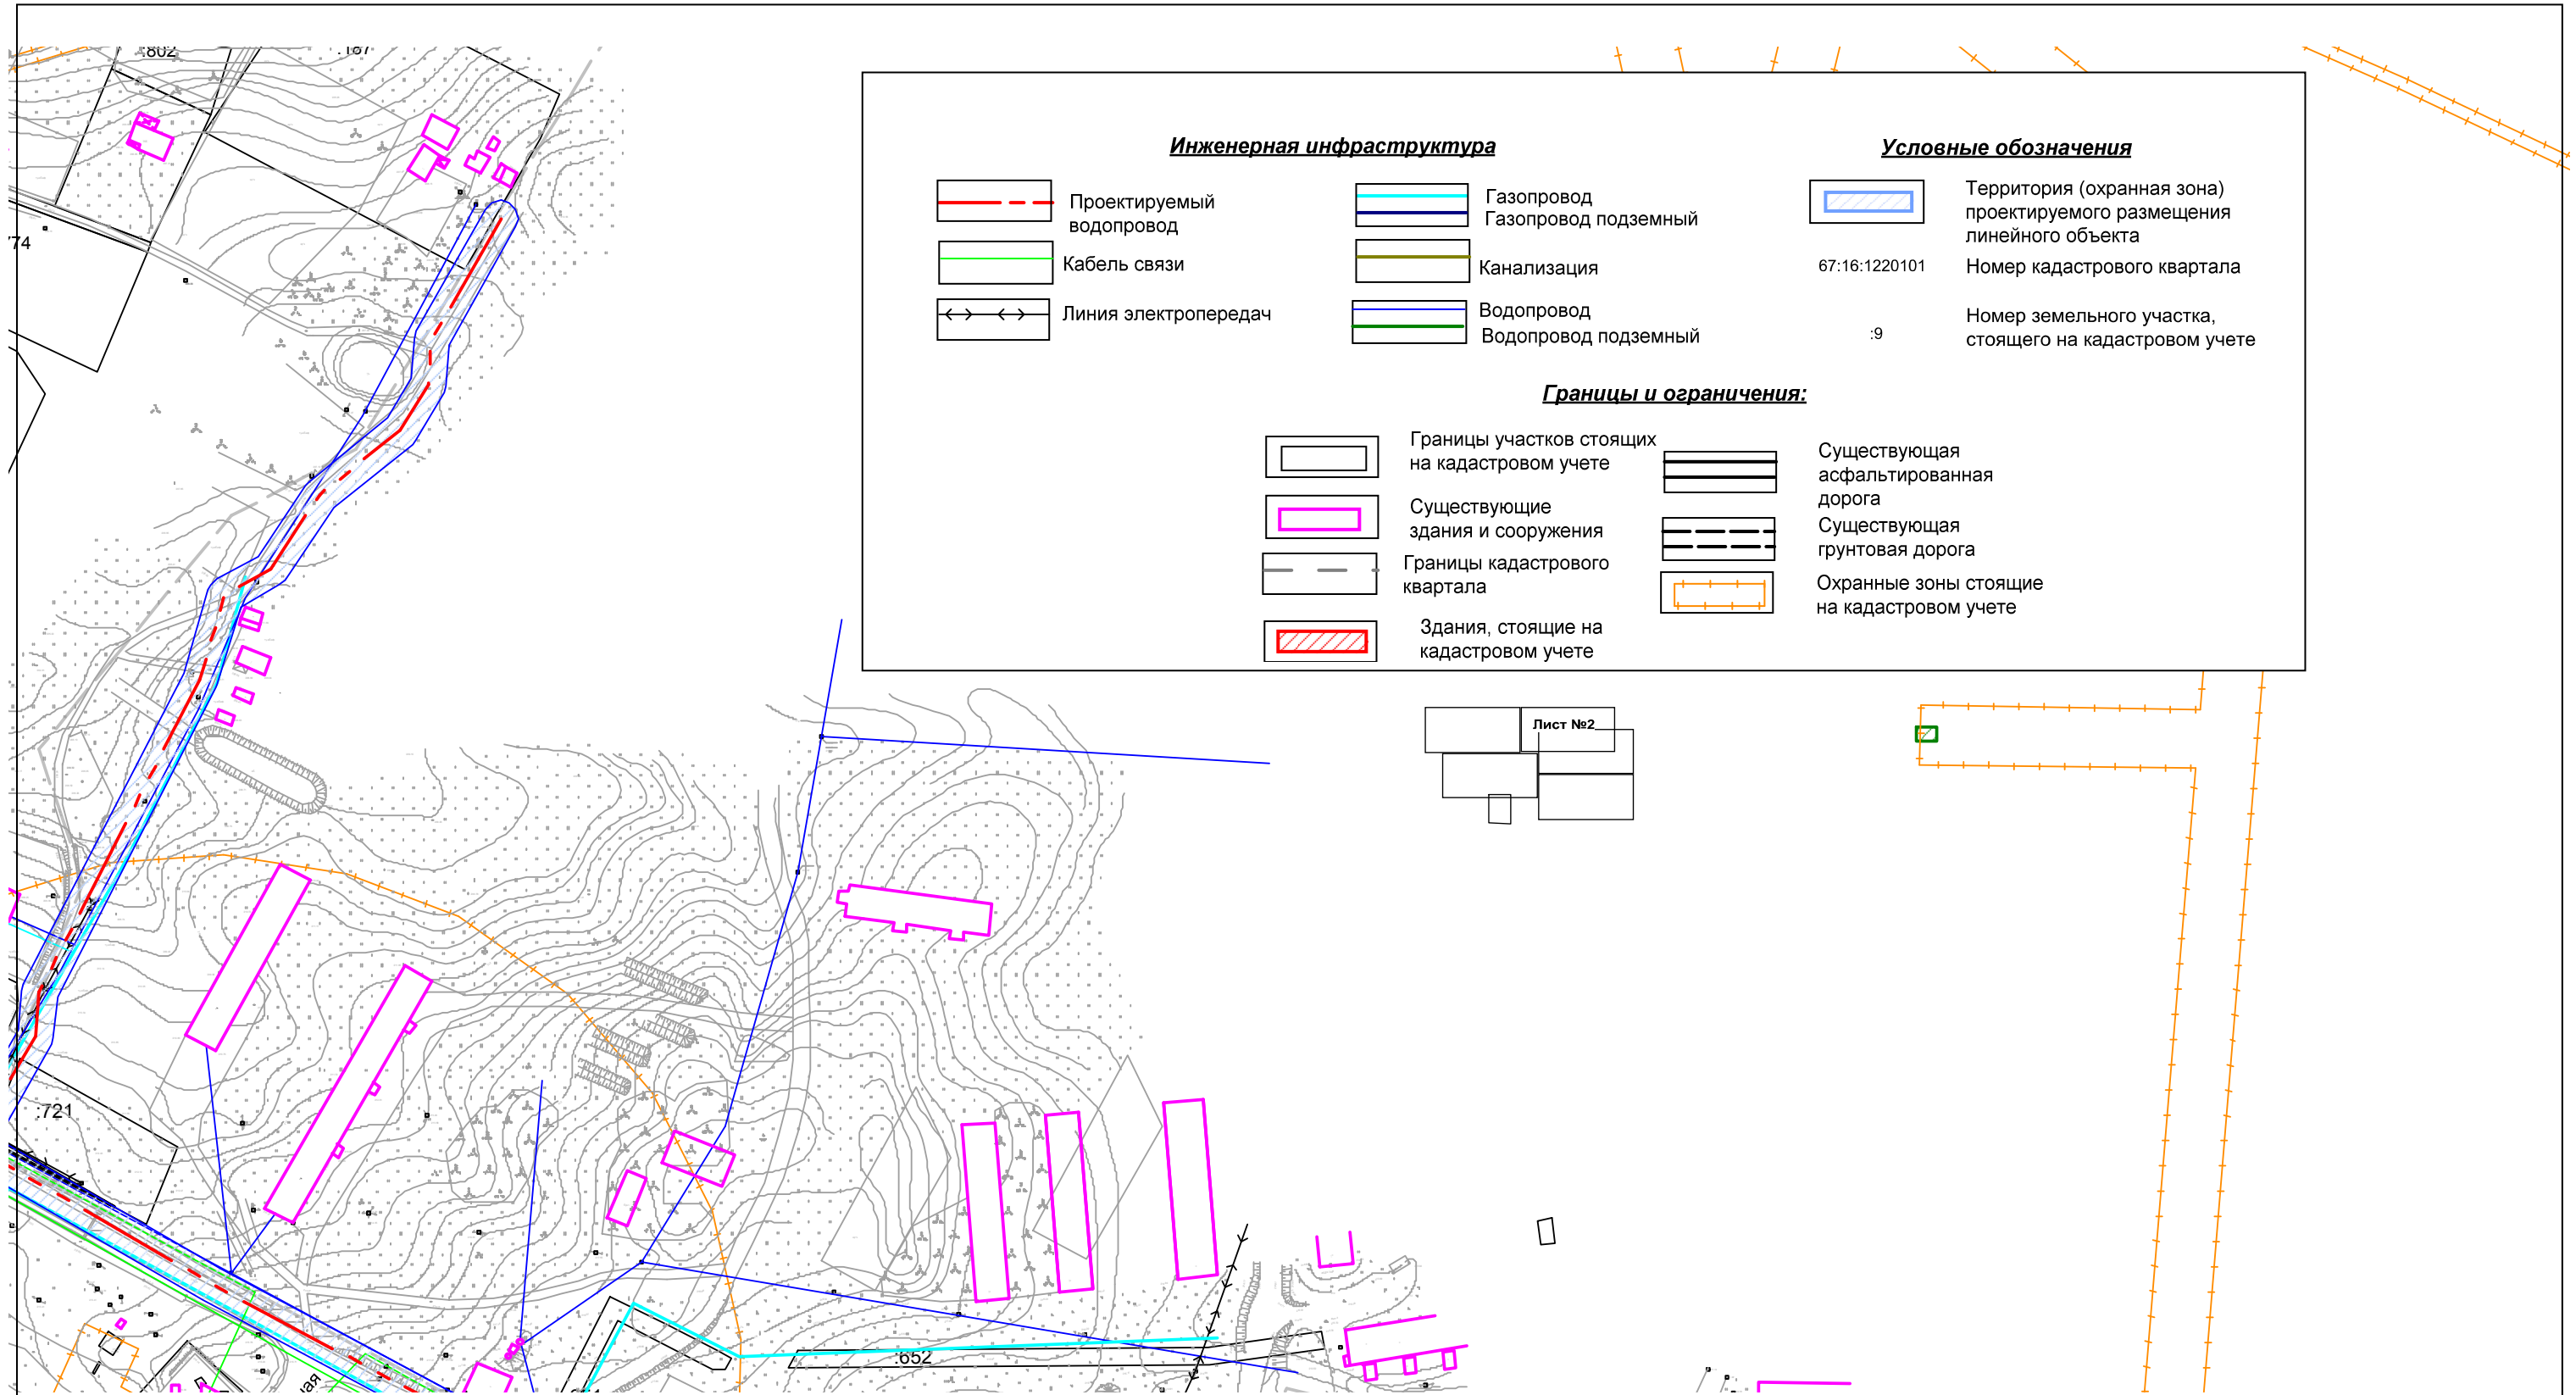 :802
:187
Инженерная инфраструктура
Условные обозначения
Проектируемый
водопровод
Кабель связи
Линия электропередач
Газопровод
Газопровод подземный
Канализация
Водопровод
Водопровод подземный
Территория (охранная зона)
проектируемого размещения
линейного объекта
67:16:1220101
Номер кадастрового квартала
:9
Номер земельного участка,
стоящего на кадастровом учете
Границы и ограничения:
Границы участков стоящих
на кадастровом учете
Существующие
здания и сооружения
Границы кадастрового
квартала
Здания, стоящие на
кадастровом учете
Существующая
асфальтированная
дорога
Существующая
грунтовая дорога
Охранные зоны стоящие
на кадастровом учете
774
Лист №2
:721
:652
ная